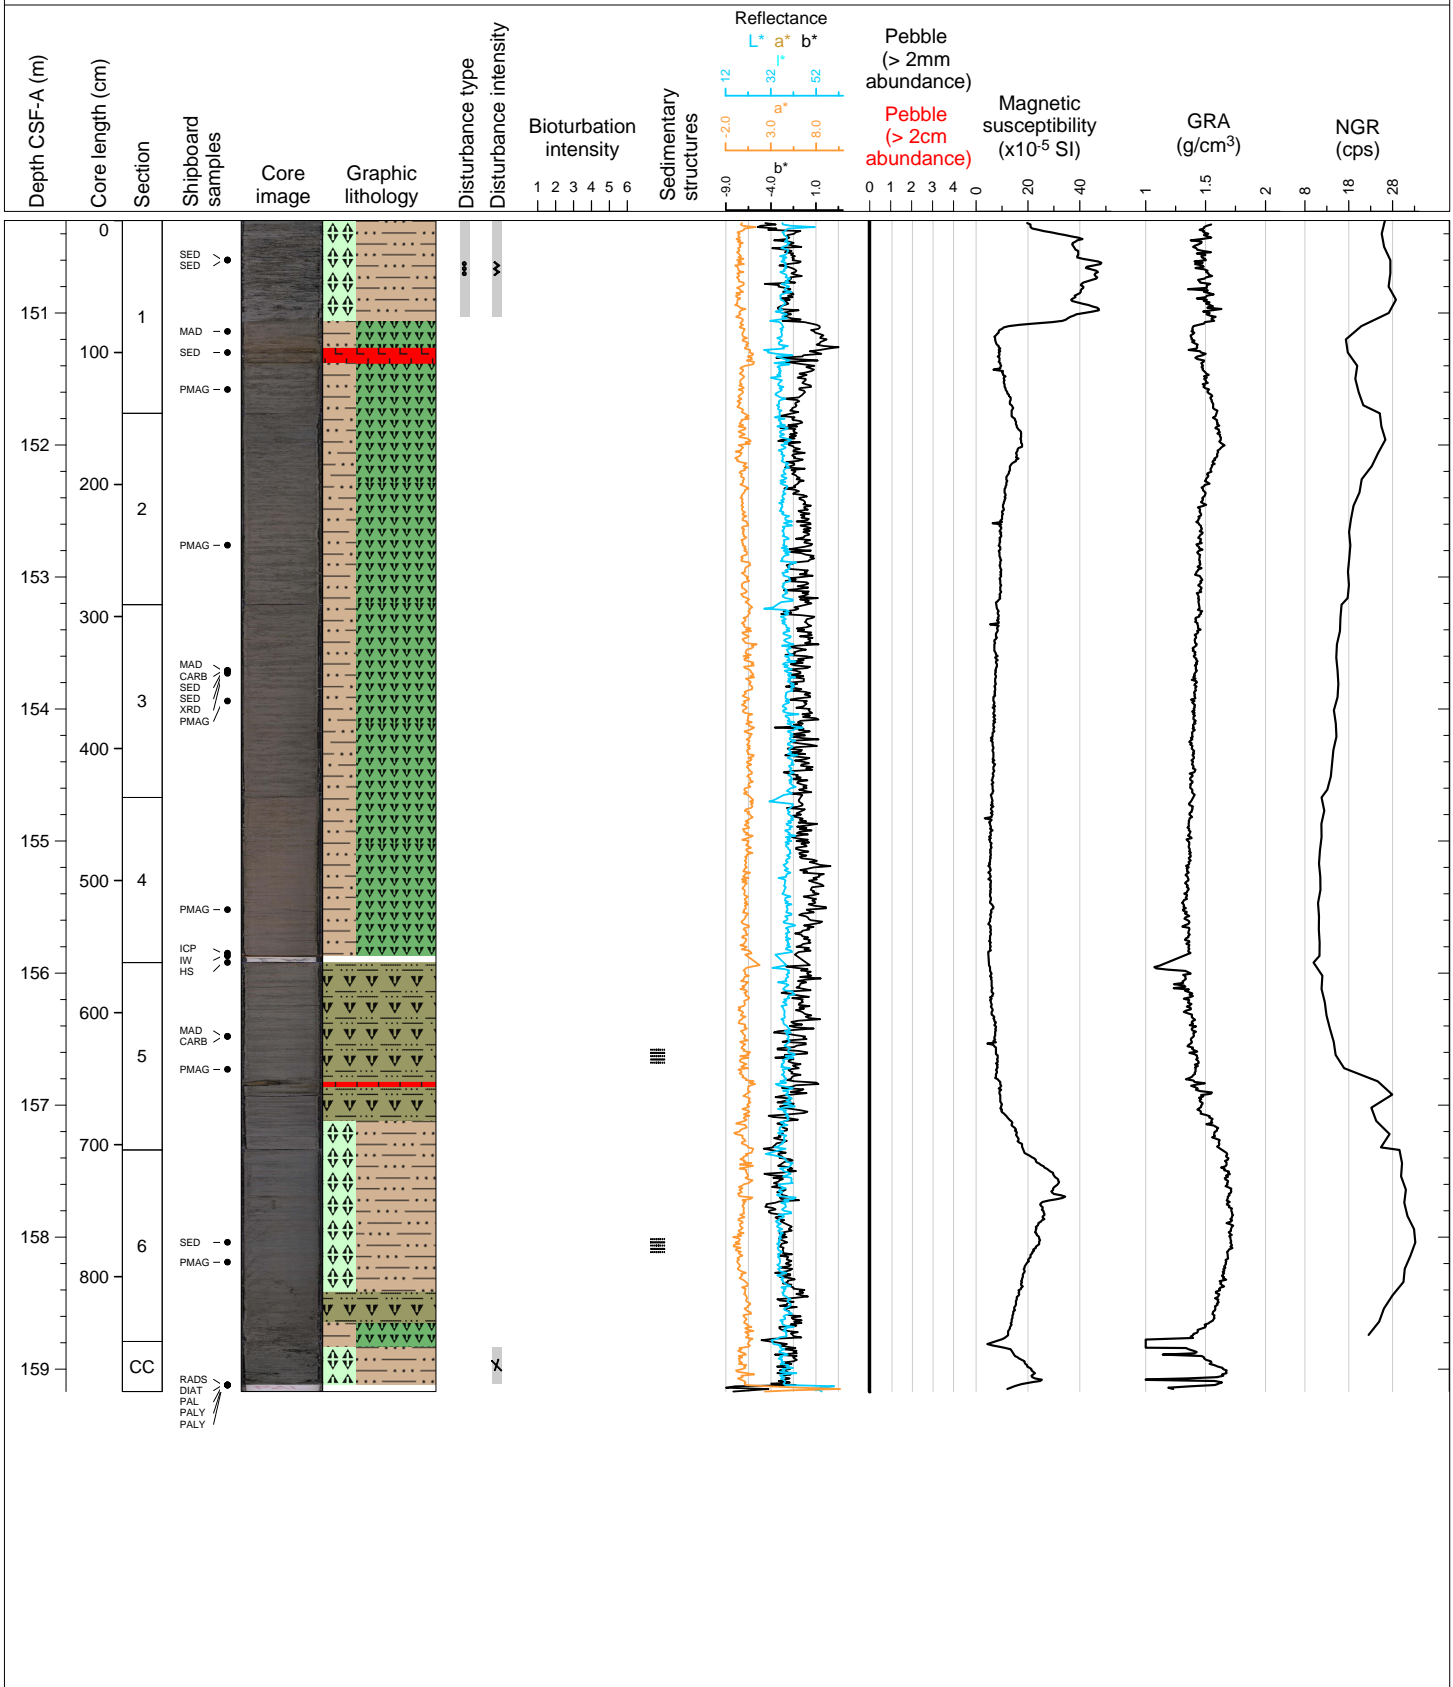 Depth CSF-A (m)
Core length (cm)
Section
Shipboard
samples
Core
image
Graphic
lithology
Disturbance type
Disturbance intensity
Bioturbation
intensity
1 2 3 4 5 6
Sedimentary
structures
Reflectance
L* a* b*
l*
12 32 52
a*
-2.0 3.0 8.0
b*
-9.0 -4.0 1.0
Pebble
(> 2mm
abundance)
Pebble
(> 2cm
abundance)
0 1 2 3 4
Magnetic
susceptibility
(x10-5 SI)
0 20 40
GRA
(g/cm3)
1 1.5 2
NGR
(cps)
8 18 28
0
SED
SED
151
1
MAD
100
SED
PMAG
152
200
2
PMAG
153
300
MAD
CARB
SED
SED
XRD
PMAG
3
154
400
155
500
4
PMAG
ICP
IW
HS
156
600
MAD
CARB
5
PMAG
157
700
158
SED
6
PMAG
800
159
CC
RADS
DIAT
PAL
PALY
PALY